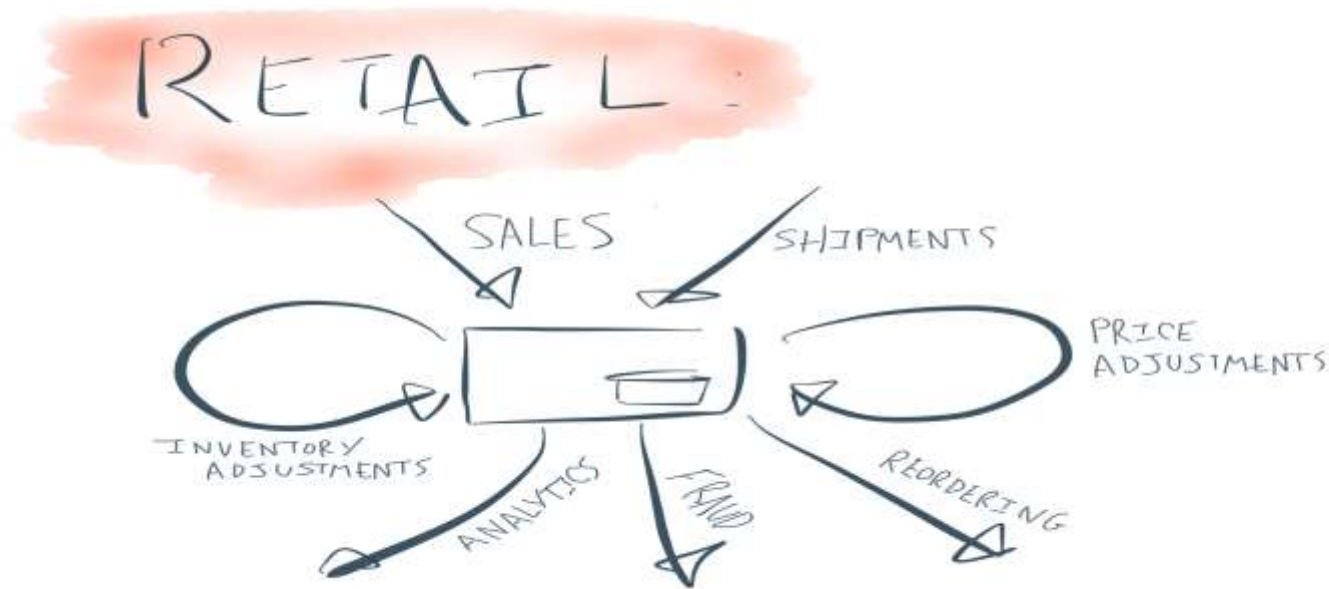 RETAIL:
SALES
SHIPMENTS
PRICE
ADJUSTMENTS
INVENTORY
ADJUSTMENTS
ANALYTICS
FRAUD
REORDERING